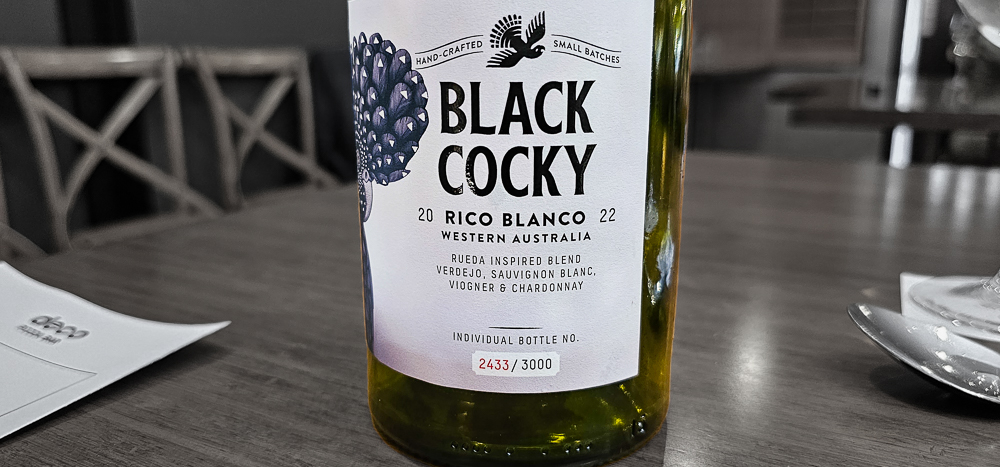 HAND-CRAFTED SMALL BATCHES
BLACK
COCKY
20 RICO BLANCO 22
WESTERN AUSTRALIA
RUEDA INSPIRED BLEND
VERDEJO, SAUVIGNON BLANC,
VIOGNER & CHARDONNAY
INDIVIDUAL BOTTLE NO.
2433/3000
deco